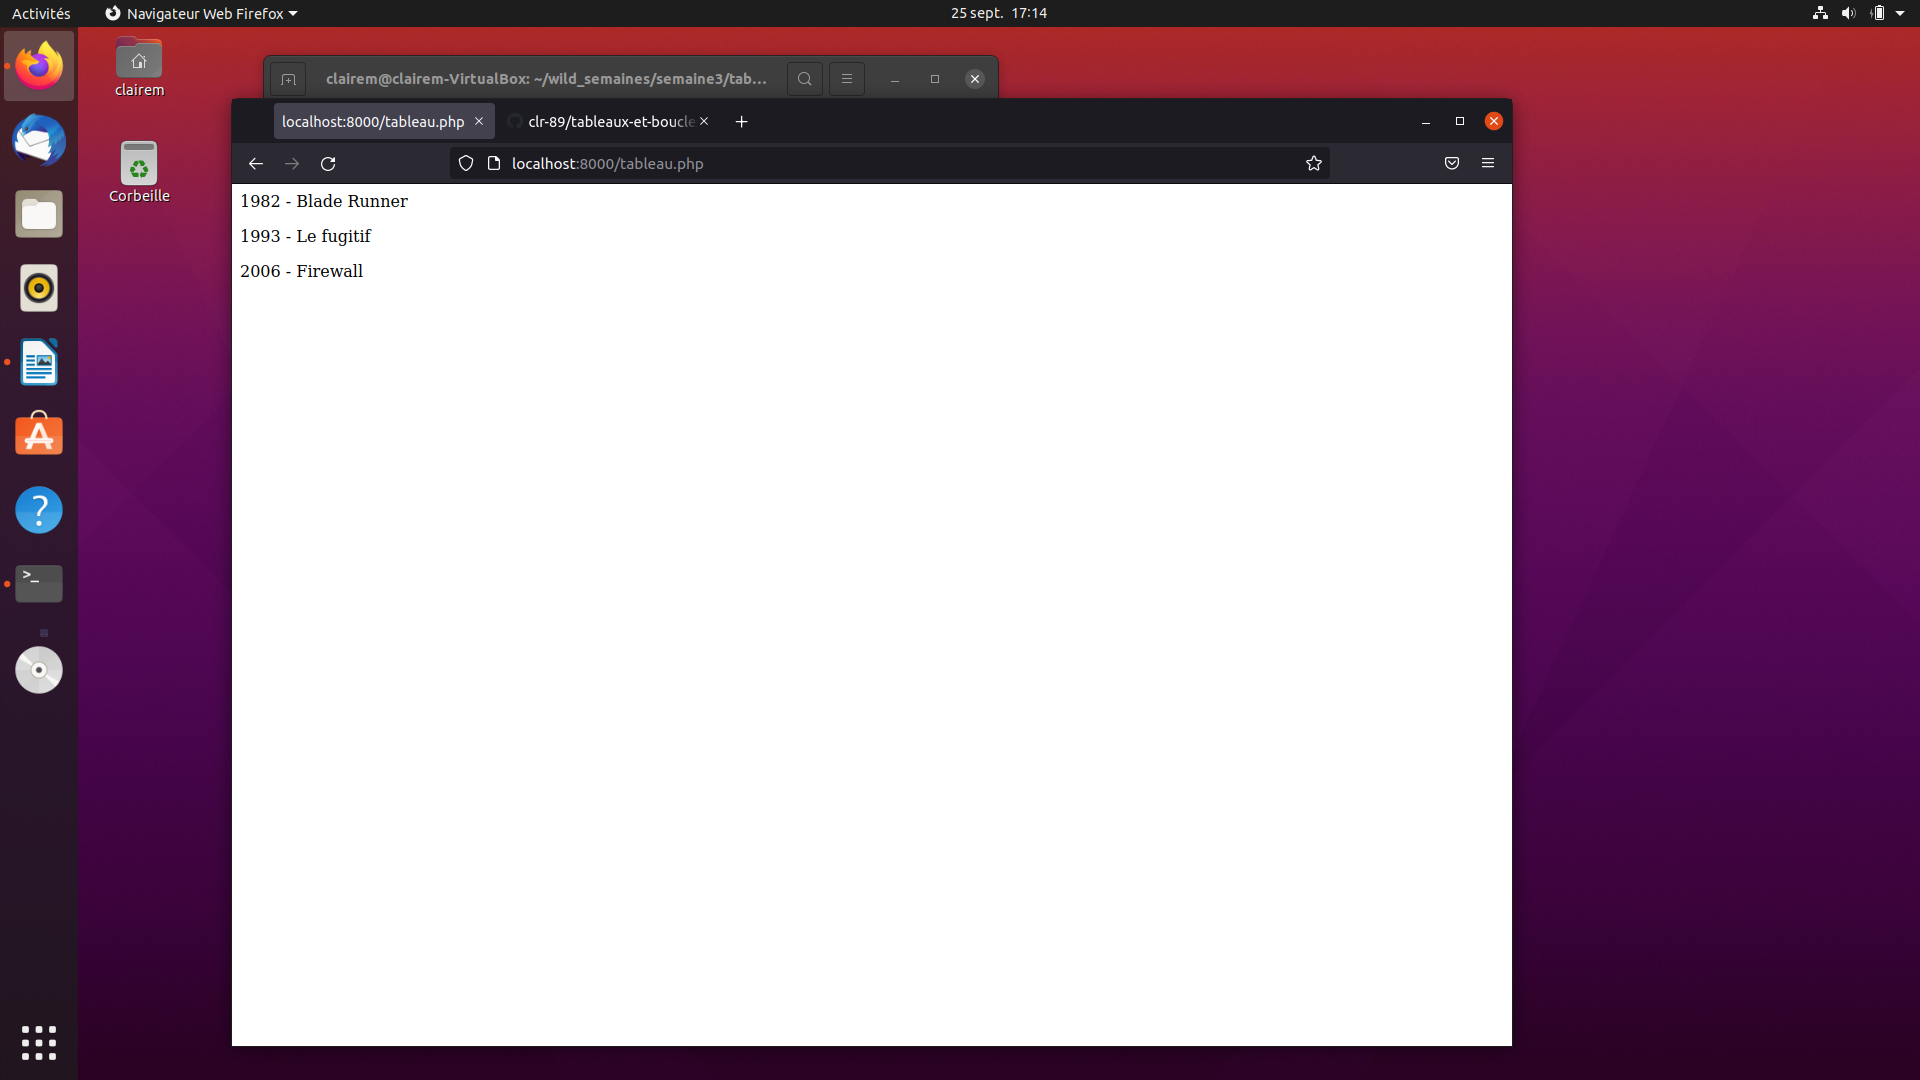 Activités
Navigateur Web Firefox
25 sept. 17:14
clairem
Corbeille
clairem@clairem-VirtualBox: ~/wild_semaines/semaine3/tab...
localhost:8000/tableau.php
clr-89/tableaux-et-boucle
localhost:8000/tableau.php
1982 - Blade Runner
1993 - Le fugitif
2006 - Firewall